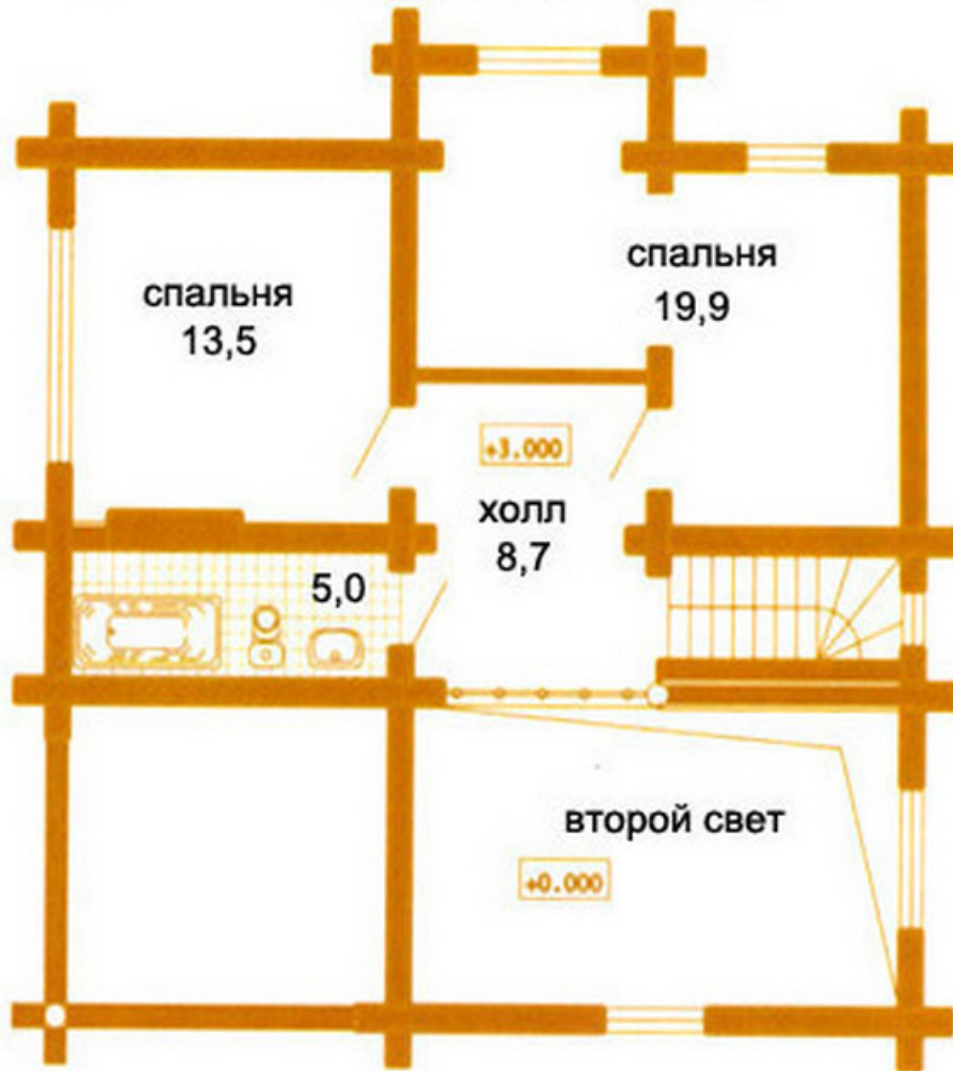 спальня
19,9
спальня
13,5
+3.000
холл
8,7
5,0
второй свет
+0.000